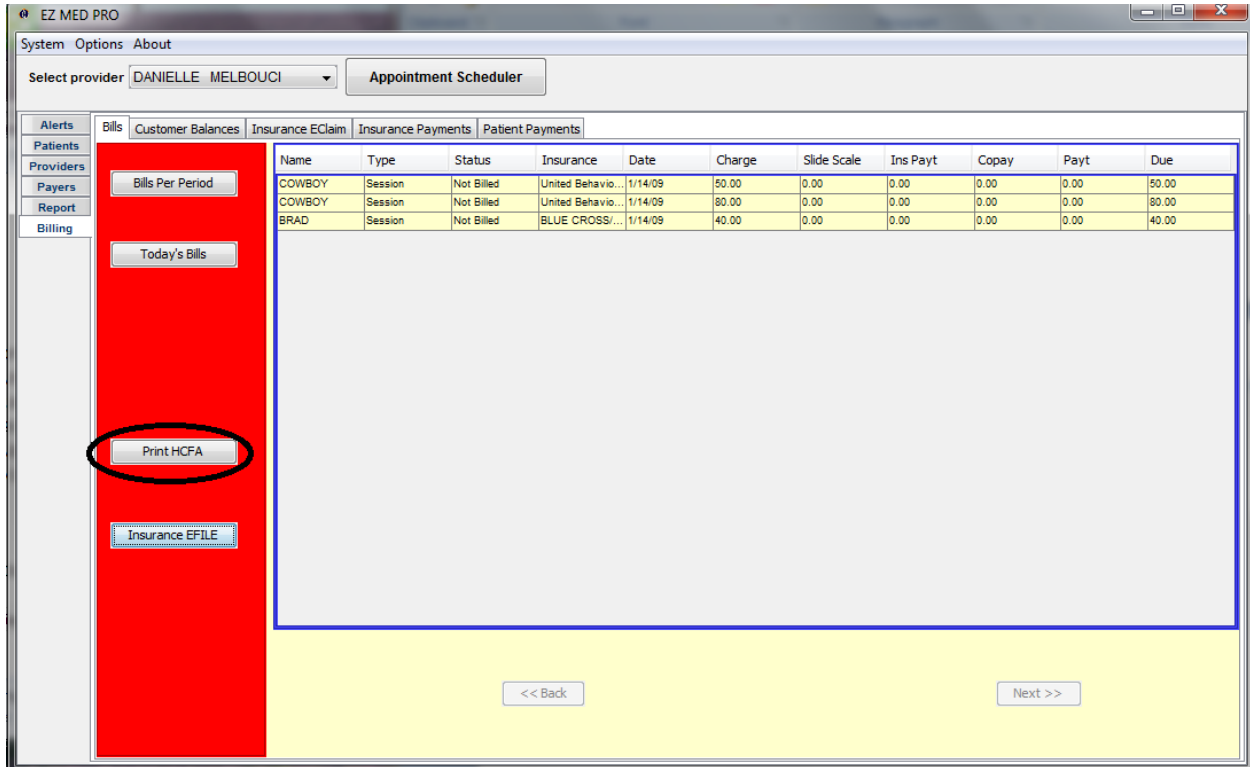 EZ MED PRO
System Options About
Select provider DANIELLE MELBOUCI Appointment Scheduler
Alerts
Patients
Providers
Payers
Report
Billing
Bills Customer Balances Insurance EClaim Insurance Payments Patient Payments
Bills Per Period
Today's Bills
Print HCFA
Insurance EFILE
Name Type Status Insurance Date Charge Slide Scale Ins Payt Copay Payt Due
COWBOY Session Not Billed United Behavio... 1/14/09 50.00 0.00 0.00 0.00 0.00 50.00
COWBOY Session Not Billed United Behavio... 1/14/09 80.00 0.00 0.00 0.00 0.00 80.00
BRAD Session Not Billed BLUE CROSS/... 1/14/09 40.00 0.00 0.00 0.00 0.00 40.00
<< Back Next >>